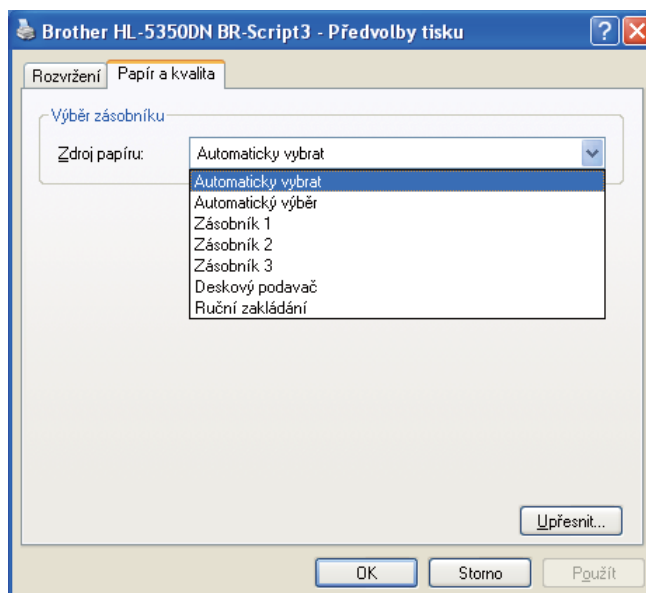 Brother HL-5350DN BR-Script3 - Předvolby tisku
Rozvržení Papír a kvalita
Výběr zásobníku
Zdroj papíru: Automaticky vybrat
Automaticky vybrat
Automatický výběr
Zásobník 1
Zásobník 2
Zásobník 3
Deskový podavač
Ruční zakládání
Upřesnit...
OK Storno Použít